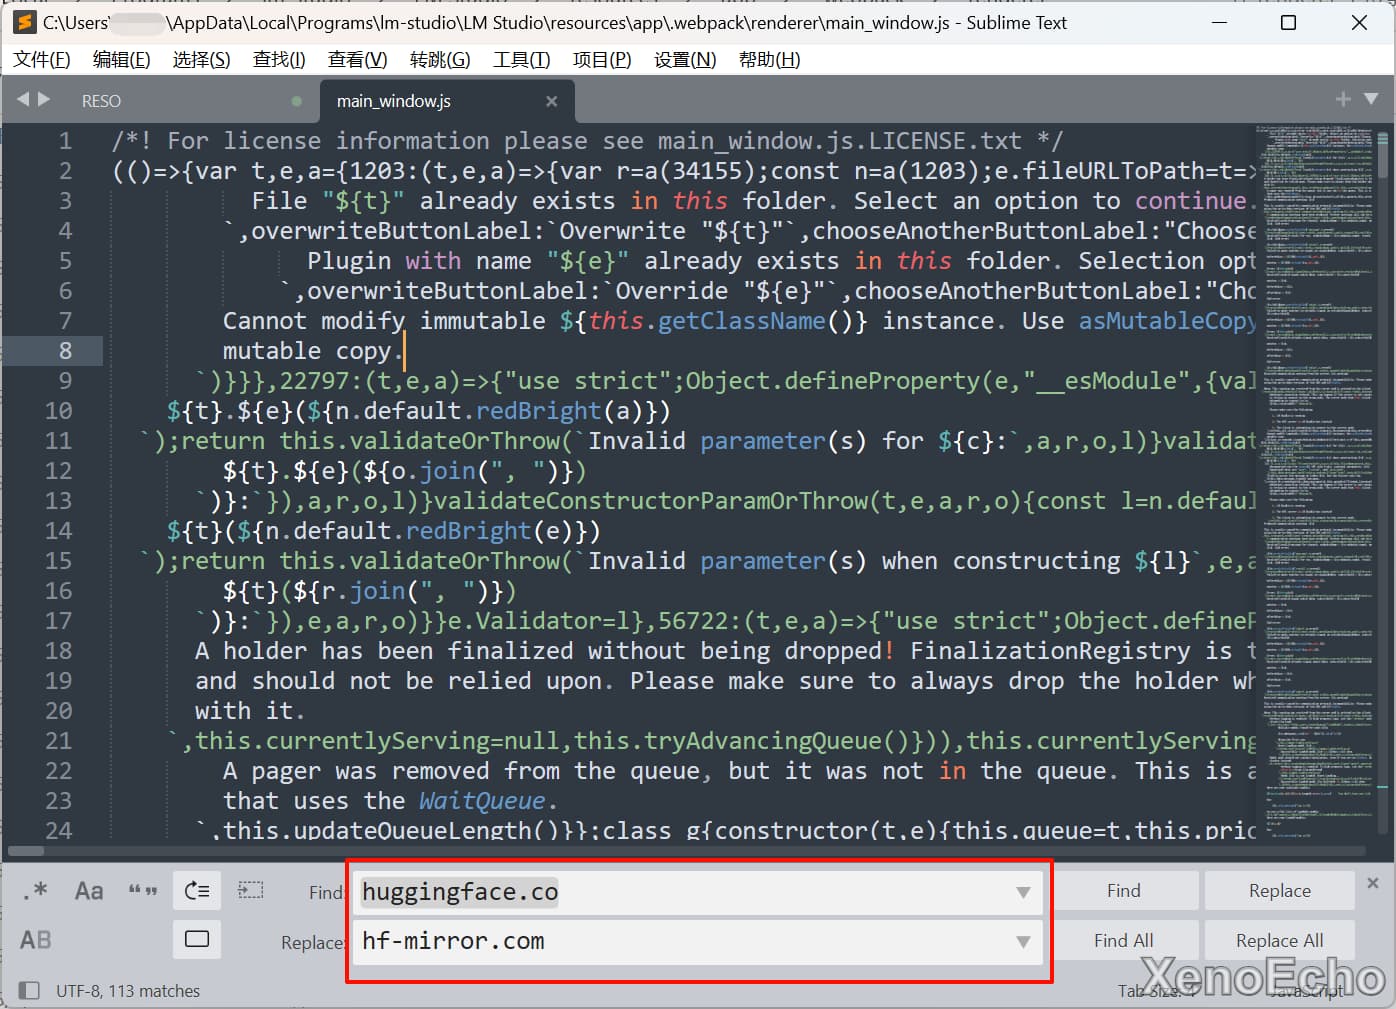 C:\Users\ \AppData\Local\Programs\lm-studio\LM Studio\resources\app\.webpack\renderer\main_window.js - Sublime Text
文件(F) 编辑(E) 选择(S) 查找(I) 查看(V) 转跳(G) 工具(T) 项目(P) 设置(N) 帮助(H)
RESO main_window.js
1 /*! For license information please see main_window.js.LICENSE.txt */
2 (()=>{var t,e,a={1203:(t,e,a)=>{var r=a(34155);const n=a(1203);e.fileURLToPath=t=>
3 File "${t}" already exists in this folder. Select an option to continue.
4 `,overwriteButtonLabel:`Overwrite "${t}"`,chooseAnotherButtonLabel:"Choose
5 Plugin with name "${e}" already exists in this folder. Selection opt
6 `,overwriteButtonLabel:`Override "${e}"`,chooseAnotherButtonLabel:"Cho
7 Cannot modify immutable ${this.getClassName()} instance. Use asMutableCopy
8 mutable copy.
9 `)}}},22797:(t,e,a)=>{"use strict";Object.defineProperty(e,"__esModule",{val
10 ${t}.${e}(${n.default.redBright(a)})
11 `);return this.validateOrThrow(`Invalid parameter(s) for ${c}:`,a,r,o,l)}validat
12 ${t}.${e}(${o.join(", ")})
13 `)}:`}),a,r,o,l)}validateConstructorParamOrThrow(t,e,a,r,o){const l=n.defaul
14 ${t}(${n.default.redBright(e)})
15 `);return this.validateOrThrow(`Invalid parameter(s) when constructing ${l}`,e,a
16 ${t}(${r.join(", ")})
17 `)}:`}),e,a,r,o)}}e.Validator=l},56722:(t,e,a)=>{"use strict";Object.defineP
18 A holder has been finalized without being dropped! FinalizationRegistry is t
19 and should not be relied upon. Please make sure to always drop the holder wh
20 with it.
21 `,this.currentlyServing=null,this.tryAdvancingQueue()})),this.currentlyServing
22 A pager was removed from the queue, but it was not in the queue. This is a
23 that uses the WaitQueue.
24 `,this.updateQueueLength()}};class g{constructor(t,e){this.queue=t,this.pric
.* Aa “” Find: huggingface.co Find Replace
AB Replace: hf-mirror.com Find All Replace All
UTF-8, 113 matches Tab Size: 4 JavaScript
XenoEcho